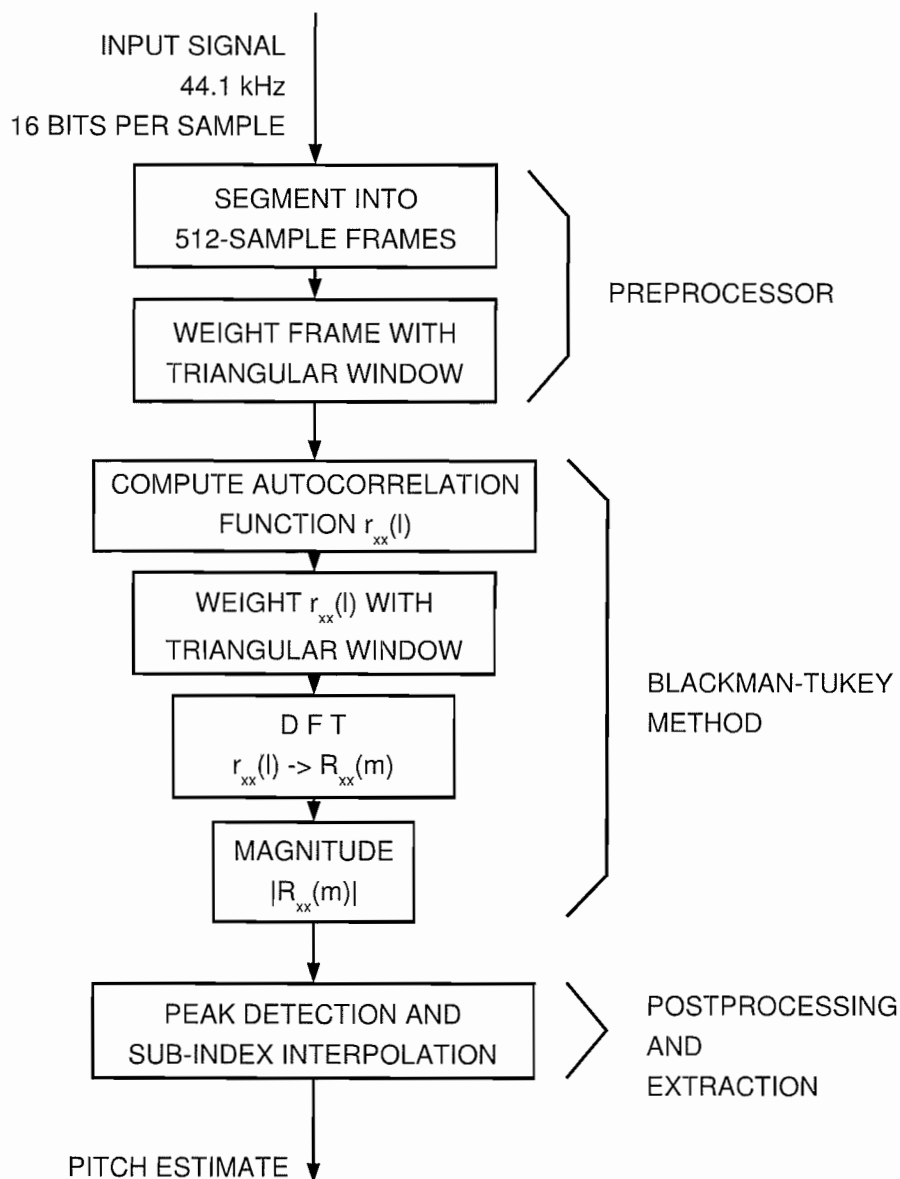 INPUT SIGNAL
44.1 kHz
16 BITS PER SAMPLE
SEGMENT INTO
512-SAMPLE FRAMES
WEIGHT FRAME WITH
TRIANGULAR WINDOW
PREPROCESSOR
COMPUTE AUTOCORRELATION
FUNCTION r_xx(l)
WEIGHT r_xx(l) WITH
TRIANGULAR WINDOW
D F T
r_xx(l) -> R_xx(m)
MAGNITUDE
|R_xx(m)|
BLACKMAN-TUKEY
METHOD
PEAK DETECTION AND
SUB-INDEX INTERPOLATION
POSTPROCESSING
AND
EXTRACTION
PITCH ESTIMATE